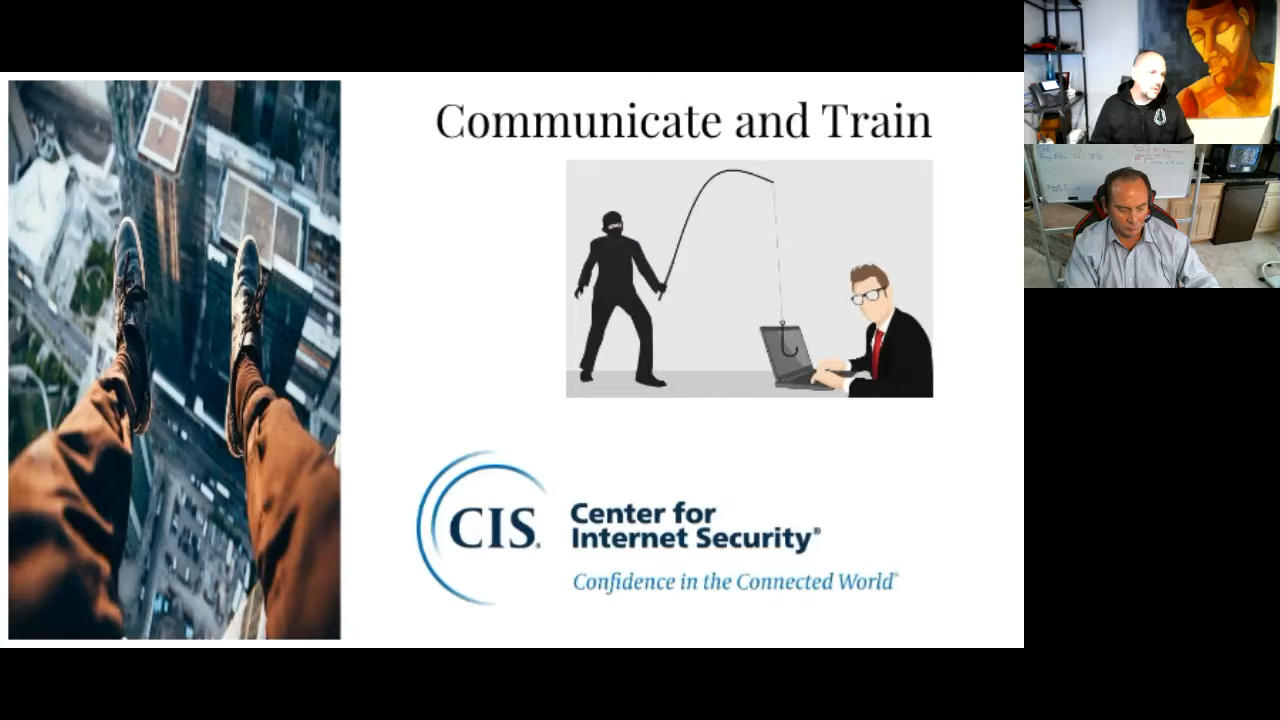 Communicate and Train
CIS®
Center for
Internet Security®
Confidence in the Connected World®